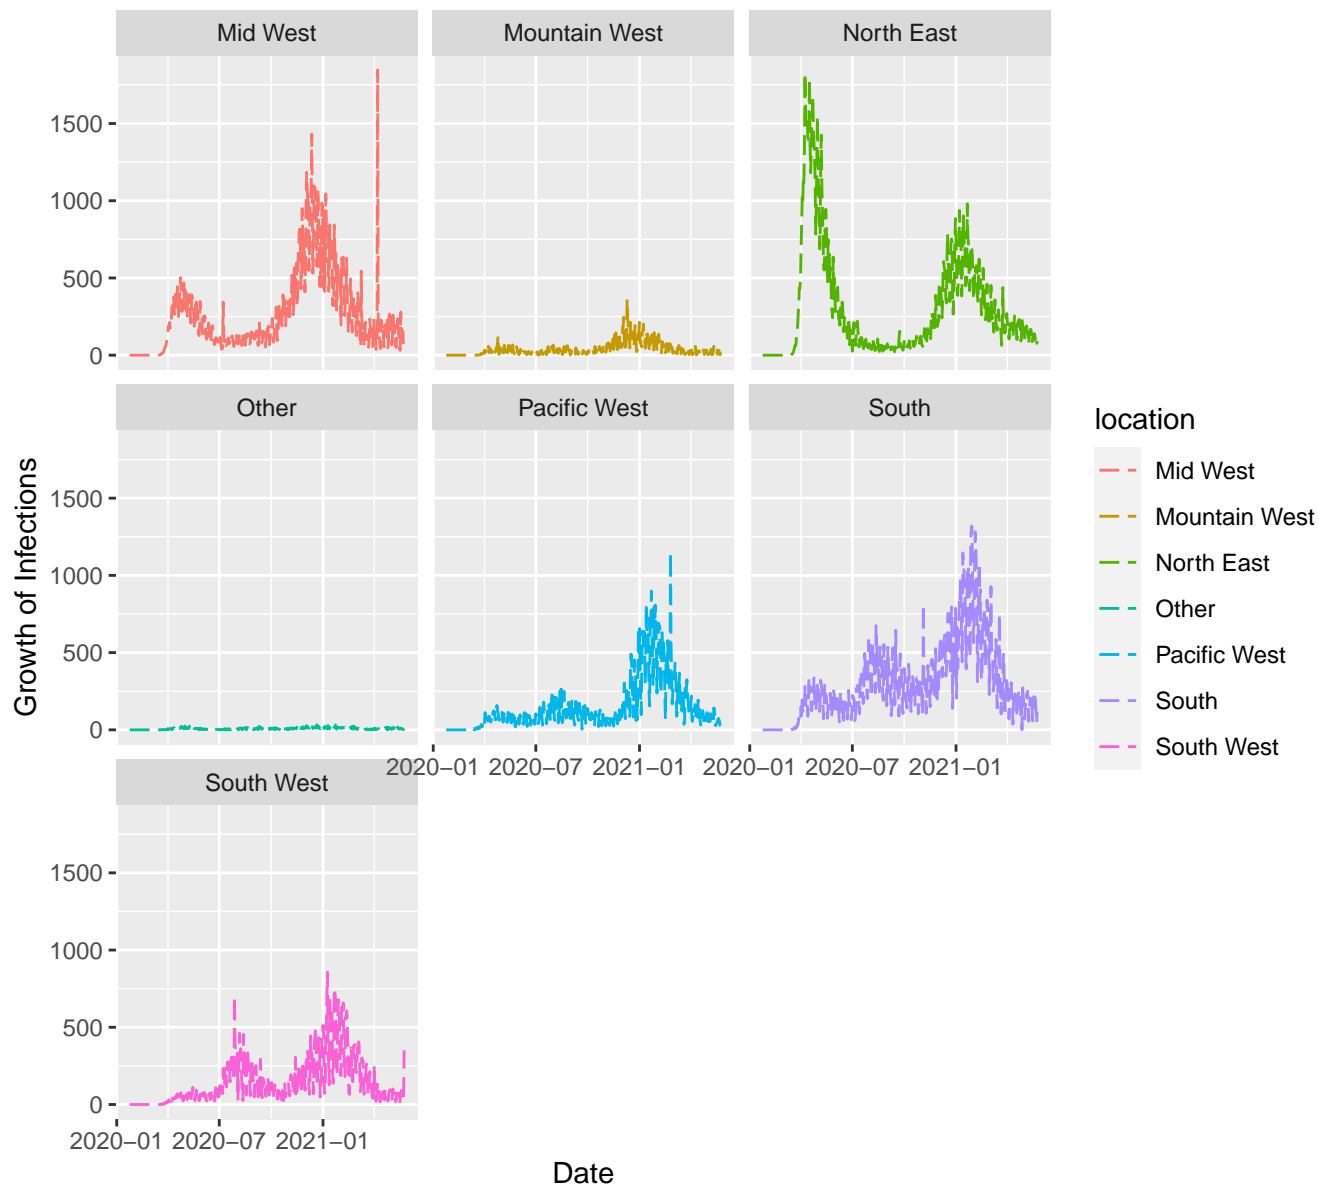 Mid West
Mountain West
North East
1500
1000
500
0
Other
Pacific West
South
1500
1000
500
0
2020−01
2020−07
2021−01
2020−01
2020−07
2021−01
South West
1500
1000
500
0
2020−01
2020−07
2021−01
Date
Growth of Infections
location
Mid West
Mountain West
North East
Other
Pacific West
South
South West